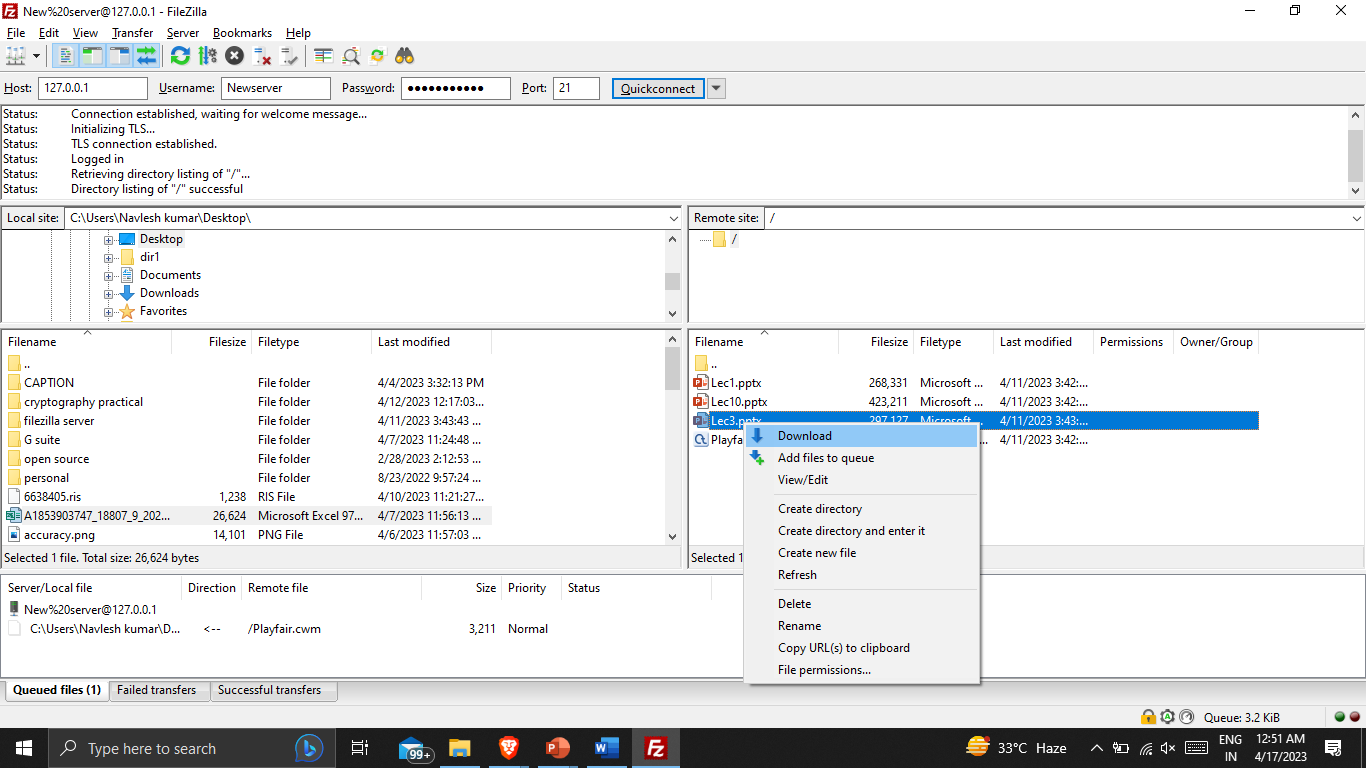 New%20server@127.0.0.1 - FileZilla
File Edit View Transfer Server Bookmarks Help
Host: 127.0.0.1 Username: Newserver Password: ●●●●●●●●●●● Port: 21 Quickconnect
Status: Connection established, waiting for welcome message...
Status: Initializing TLS...
Status: TLS connection established.
Status: Logged in
Status: Retrieving directory listing of "/"...
Status: Directory listing of "/" successful
Local site: C:\Users\Navlesh kumar\Desktop\
Desktop
dir1
Documents
Downloads
Favorites
Filename Filesize Filetype Last modified
..
CAPTION File folder 4/4/2023 3:32:13 PM
cryptography practical File folder 4/12/2023 12:17:03...
filezilla server File folder 4/11/2023 3:43:43 ...
G suite File folder 4/7/2023 11:24:48 ...
open source File folder 2/28/2023 2:12:53 ...
personal File folder 8/23/2022 9:57:24 ...
6638405.ris 1,238 RIS File 4/10/2023 11:21:27...
A1853903747_18807_9_202... 26,624 Microsoft Excel 97... 4/7/2023 11:56:13 ...
accuracy.png 14,101 PNG File 4/6/2023 11:57:03 ...
Selected 1 file. Total size: 26,624 bytes
Remote site: /
/
Filename Filesize Filetype Last modified Permissions Owner/Group
..
Lec1.pptx 268,331 Microsoft ... 4/11/2023 3:42:...
Lec10.pptx 423,211 Microsoft ... 4/11/2023 3:42:...
Lec3.pptx 297,127 Microsoft ... 4/11/2023 3:43:...
Playfa ... 4/11/2023 3:42:...
Selected 1
Download
Add files to queue
View/Edit
Create directory
Create directory and enter it
Create new file
Refresh
Delete
Rename
Copy URL(s) to clipboard
File permissions...
Server/Local file Direction Remote file Size Priority Status
New%20server@127.0.0.1
C:\Users\Navlesh kumar\D... <-- /Playfair.cwm 3,211 Normal
Queued files (1) Failed transfers Successful transfers
Queue: 3.2 KiB
Type here to search
99+
33°C Haze
ENG
IN
12:51 AM
4/17/2023